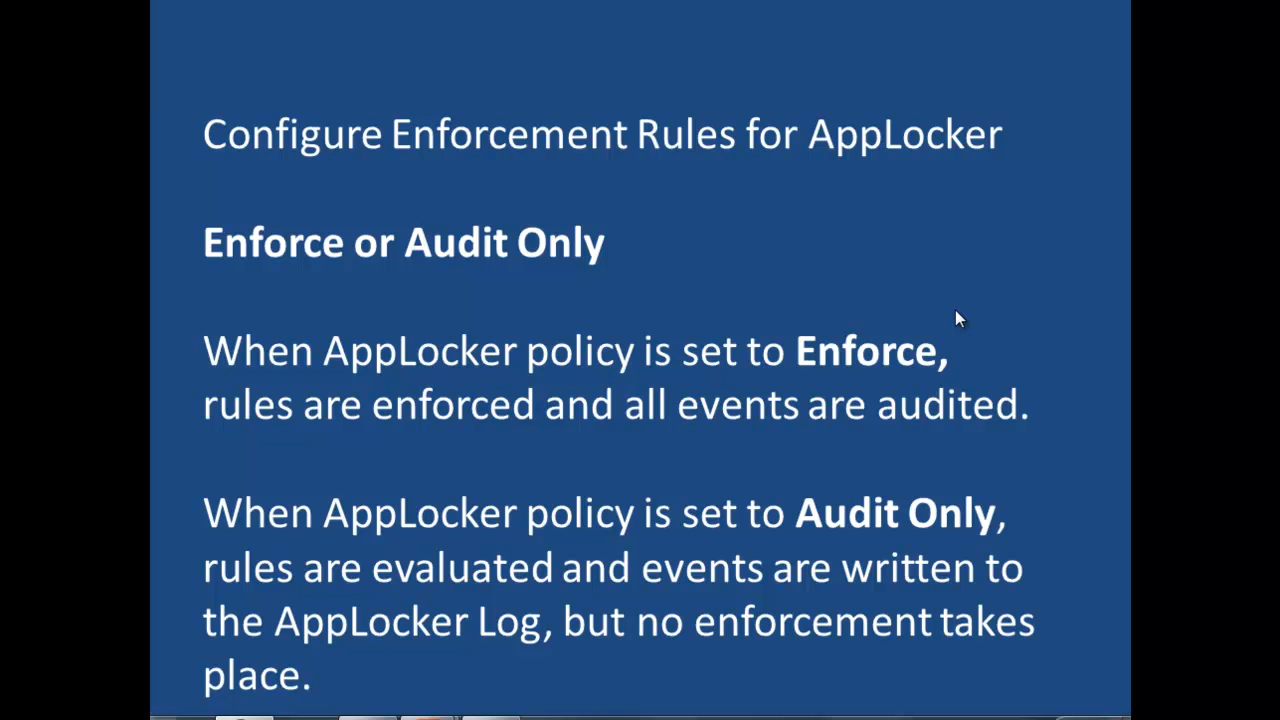 Configure Enforcement Rules for AppLocker
Enforce or Audit Only
When AppLocker policy is set to Enforce,
rules are enforced and all events are audited.
When AppLocker policy is set to Audit Only,
rules are evaluated and events are written to
the AppLocker Log, but no enforcement takes
place.